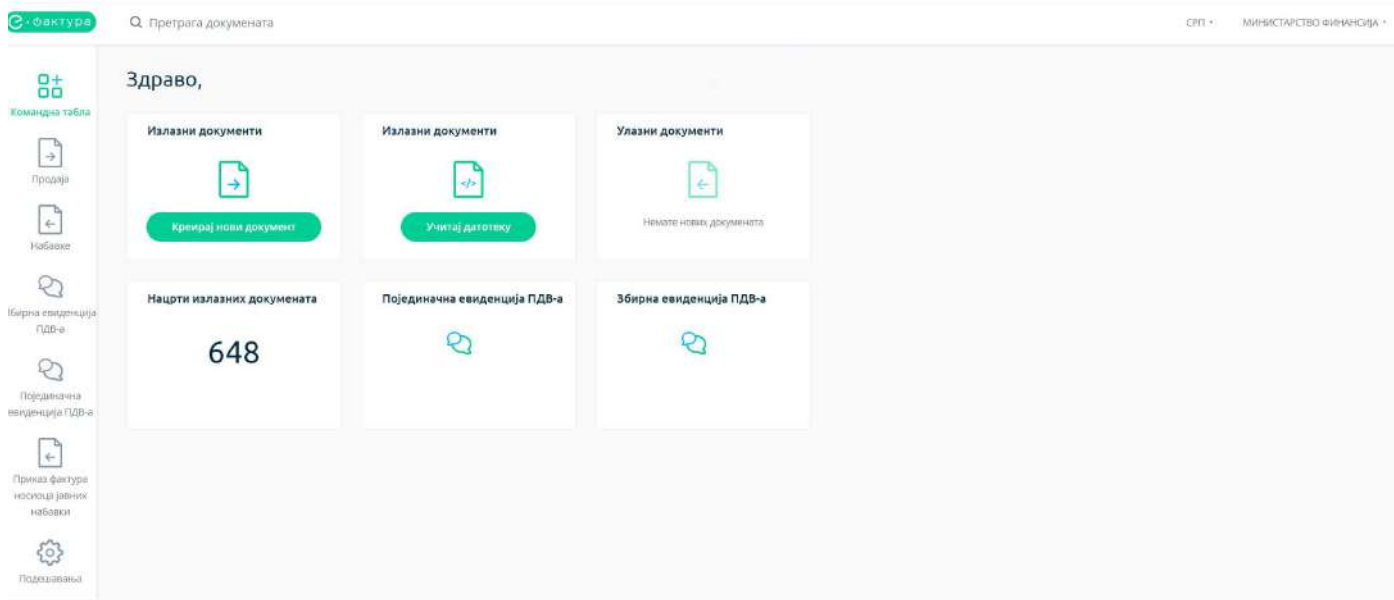 е-фактура
Претрага докумената
СРП
МИНИСТАРСТВО ФИНАНСИЈА
Командна табла
Продаја
Набавке
Збирна евиденција
ПДВ-а
Појединачна
евиденција ПДВ-а
Приказ фактура
носиоца јавних
набавки
Подешавања
Здраво,
Излазни документи
Креирај нови документ
Излазни документи
</>
Учитај датотеку
Улазни документи
Немате нових докумената
Нацрти излазних докумената
648
Појединачна евиденција ПДВ-а
Збирна евиденција ПДВ-а